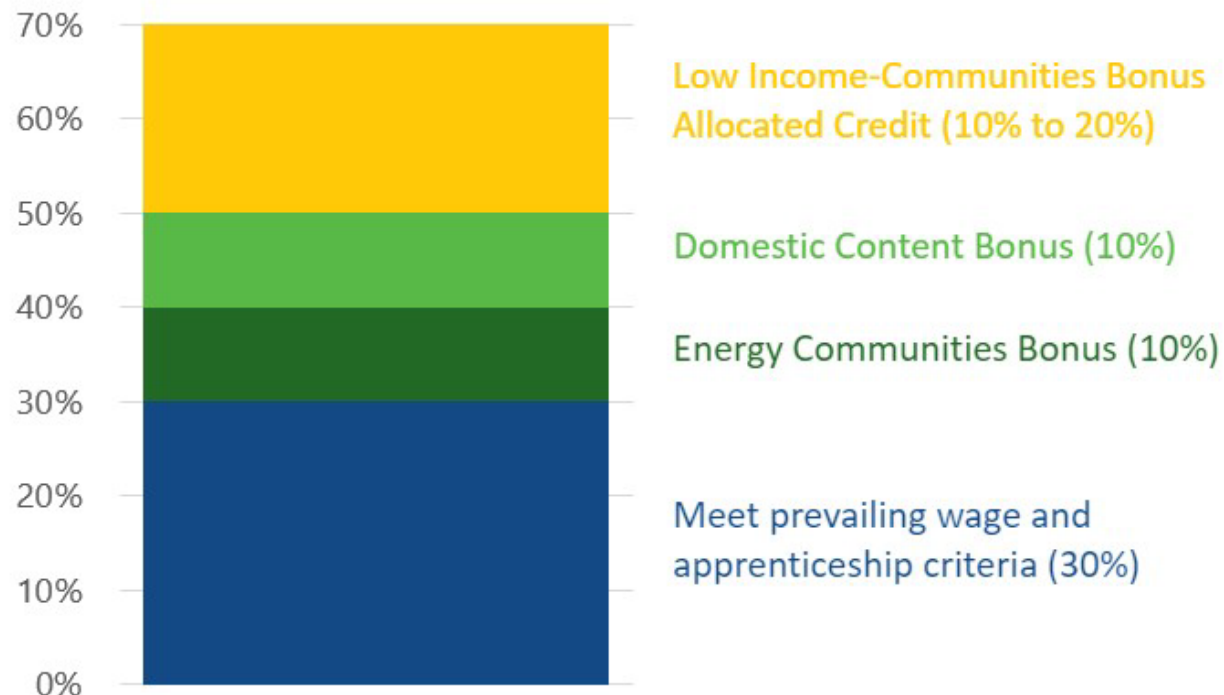 70%
60%
50%
40%
30%
20%
10%
0%
Low Income-Communities Bonus
Allocated Credit (10% to 20%)
Domestic Content Bonus (10%)
Energy Communities Bonus (10%)
Meet prevailing wage and
apprenticeship criteria (30%)